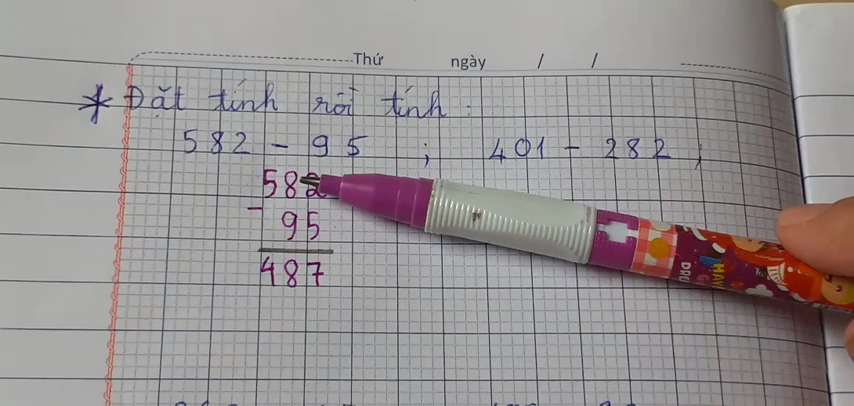 Thứ ngày / /
* Đặt tính rồi tính :
582 - 95 ; 401 - 282 ;
582
- 95
487